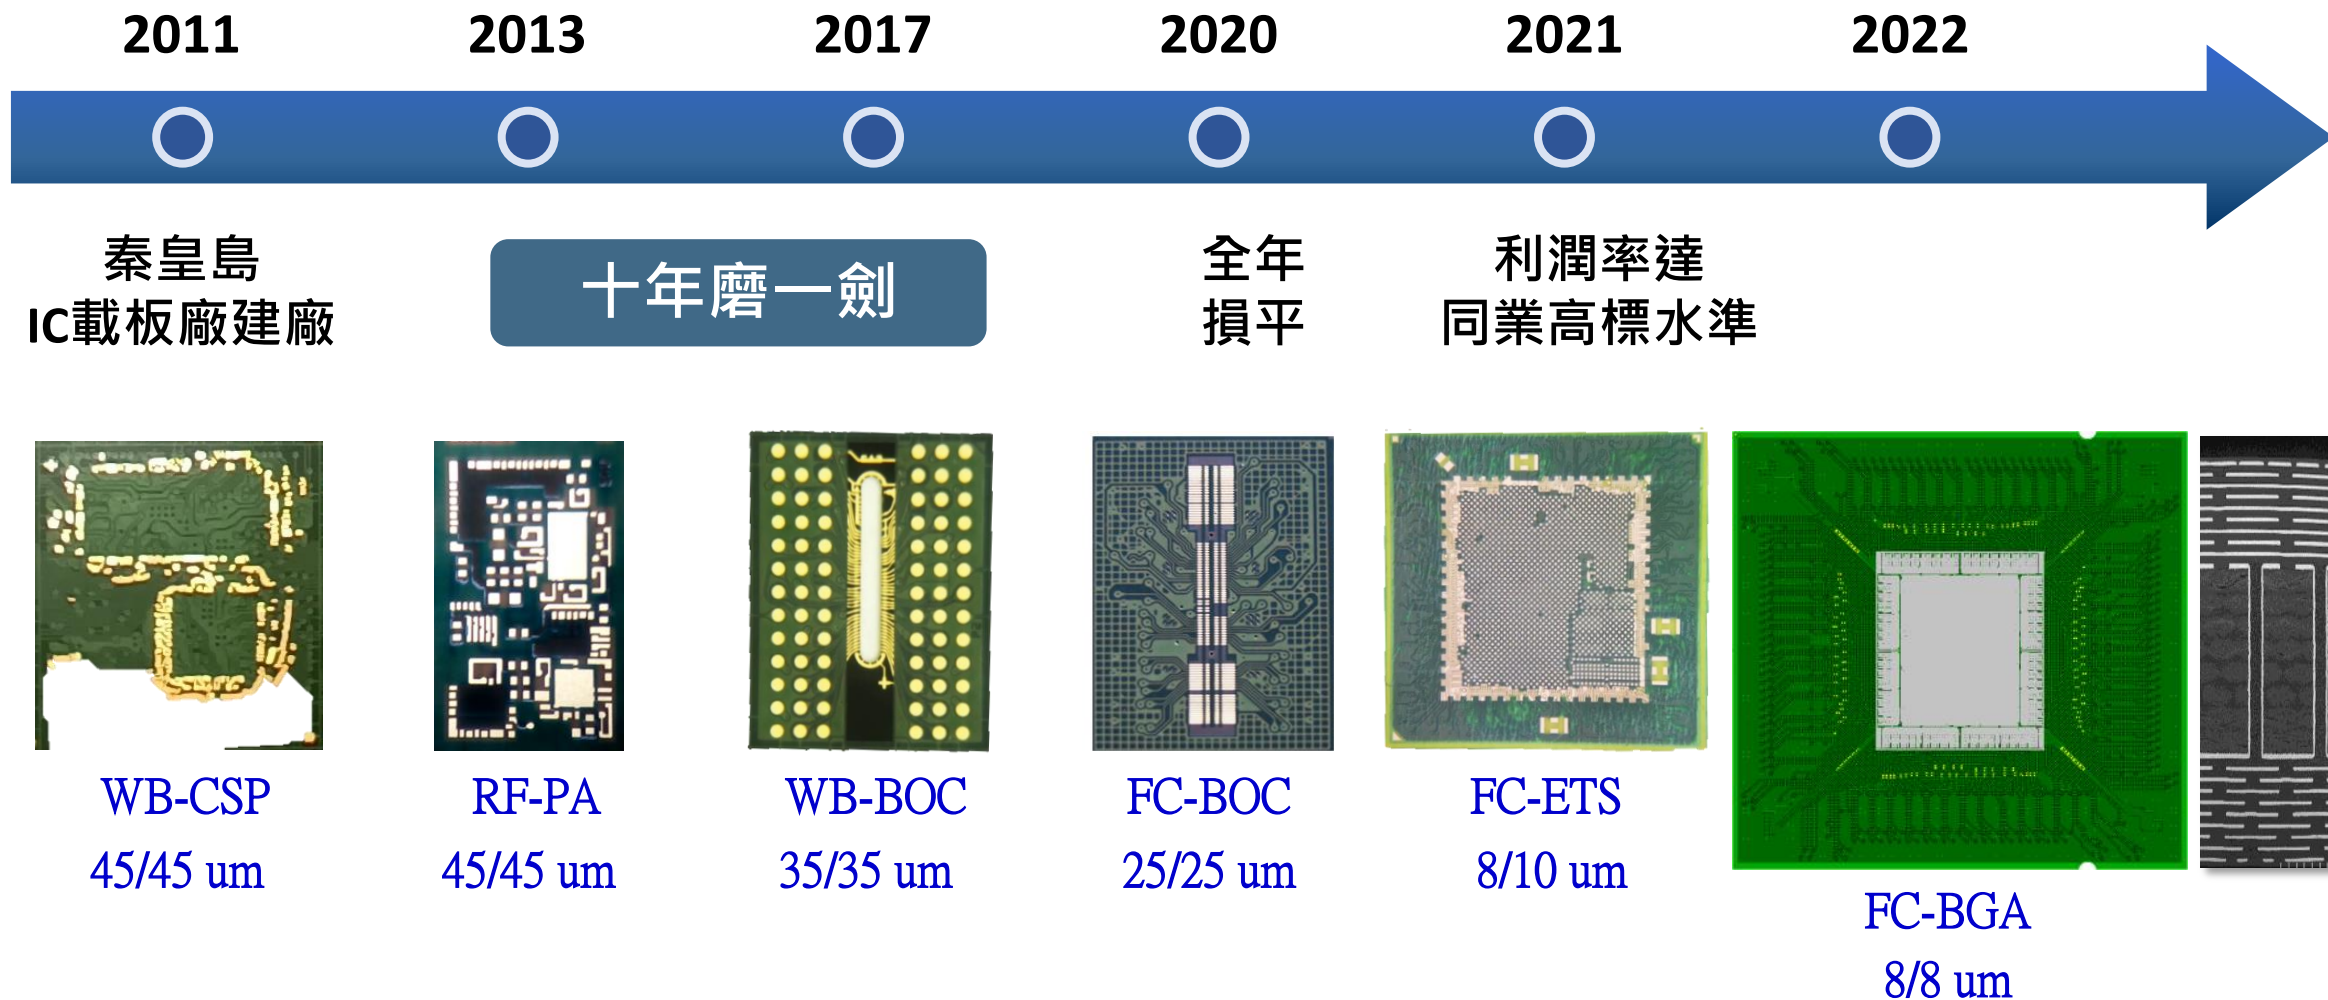 2011 2013 2017 2020 2021 2022
秦皇島
IC載板廠建廠
十年磨一劍
全年
損平
利潤率達
同業高標水準
WB-CSP
45/45 um
RF-PA
45/45 um
WB-BOC
35/35 um
FC-BOC
25/25 um
FC-ETS
8/10 um
FC-BGA
8/8 um